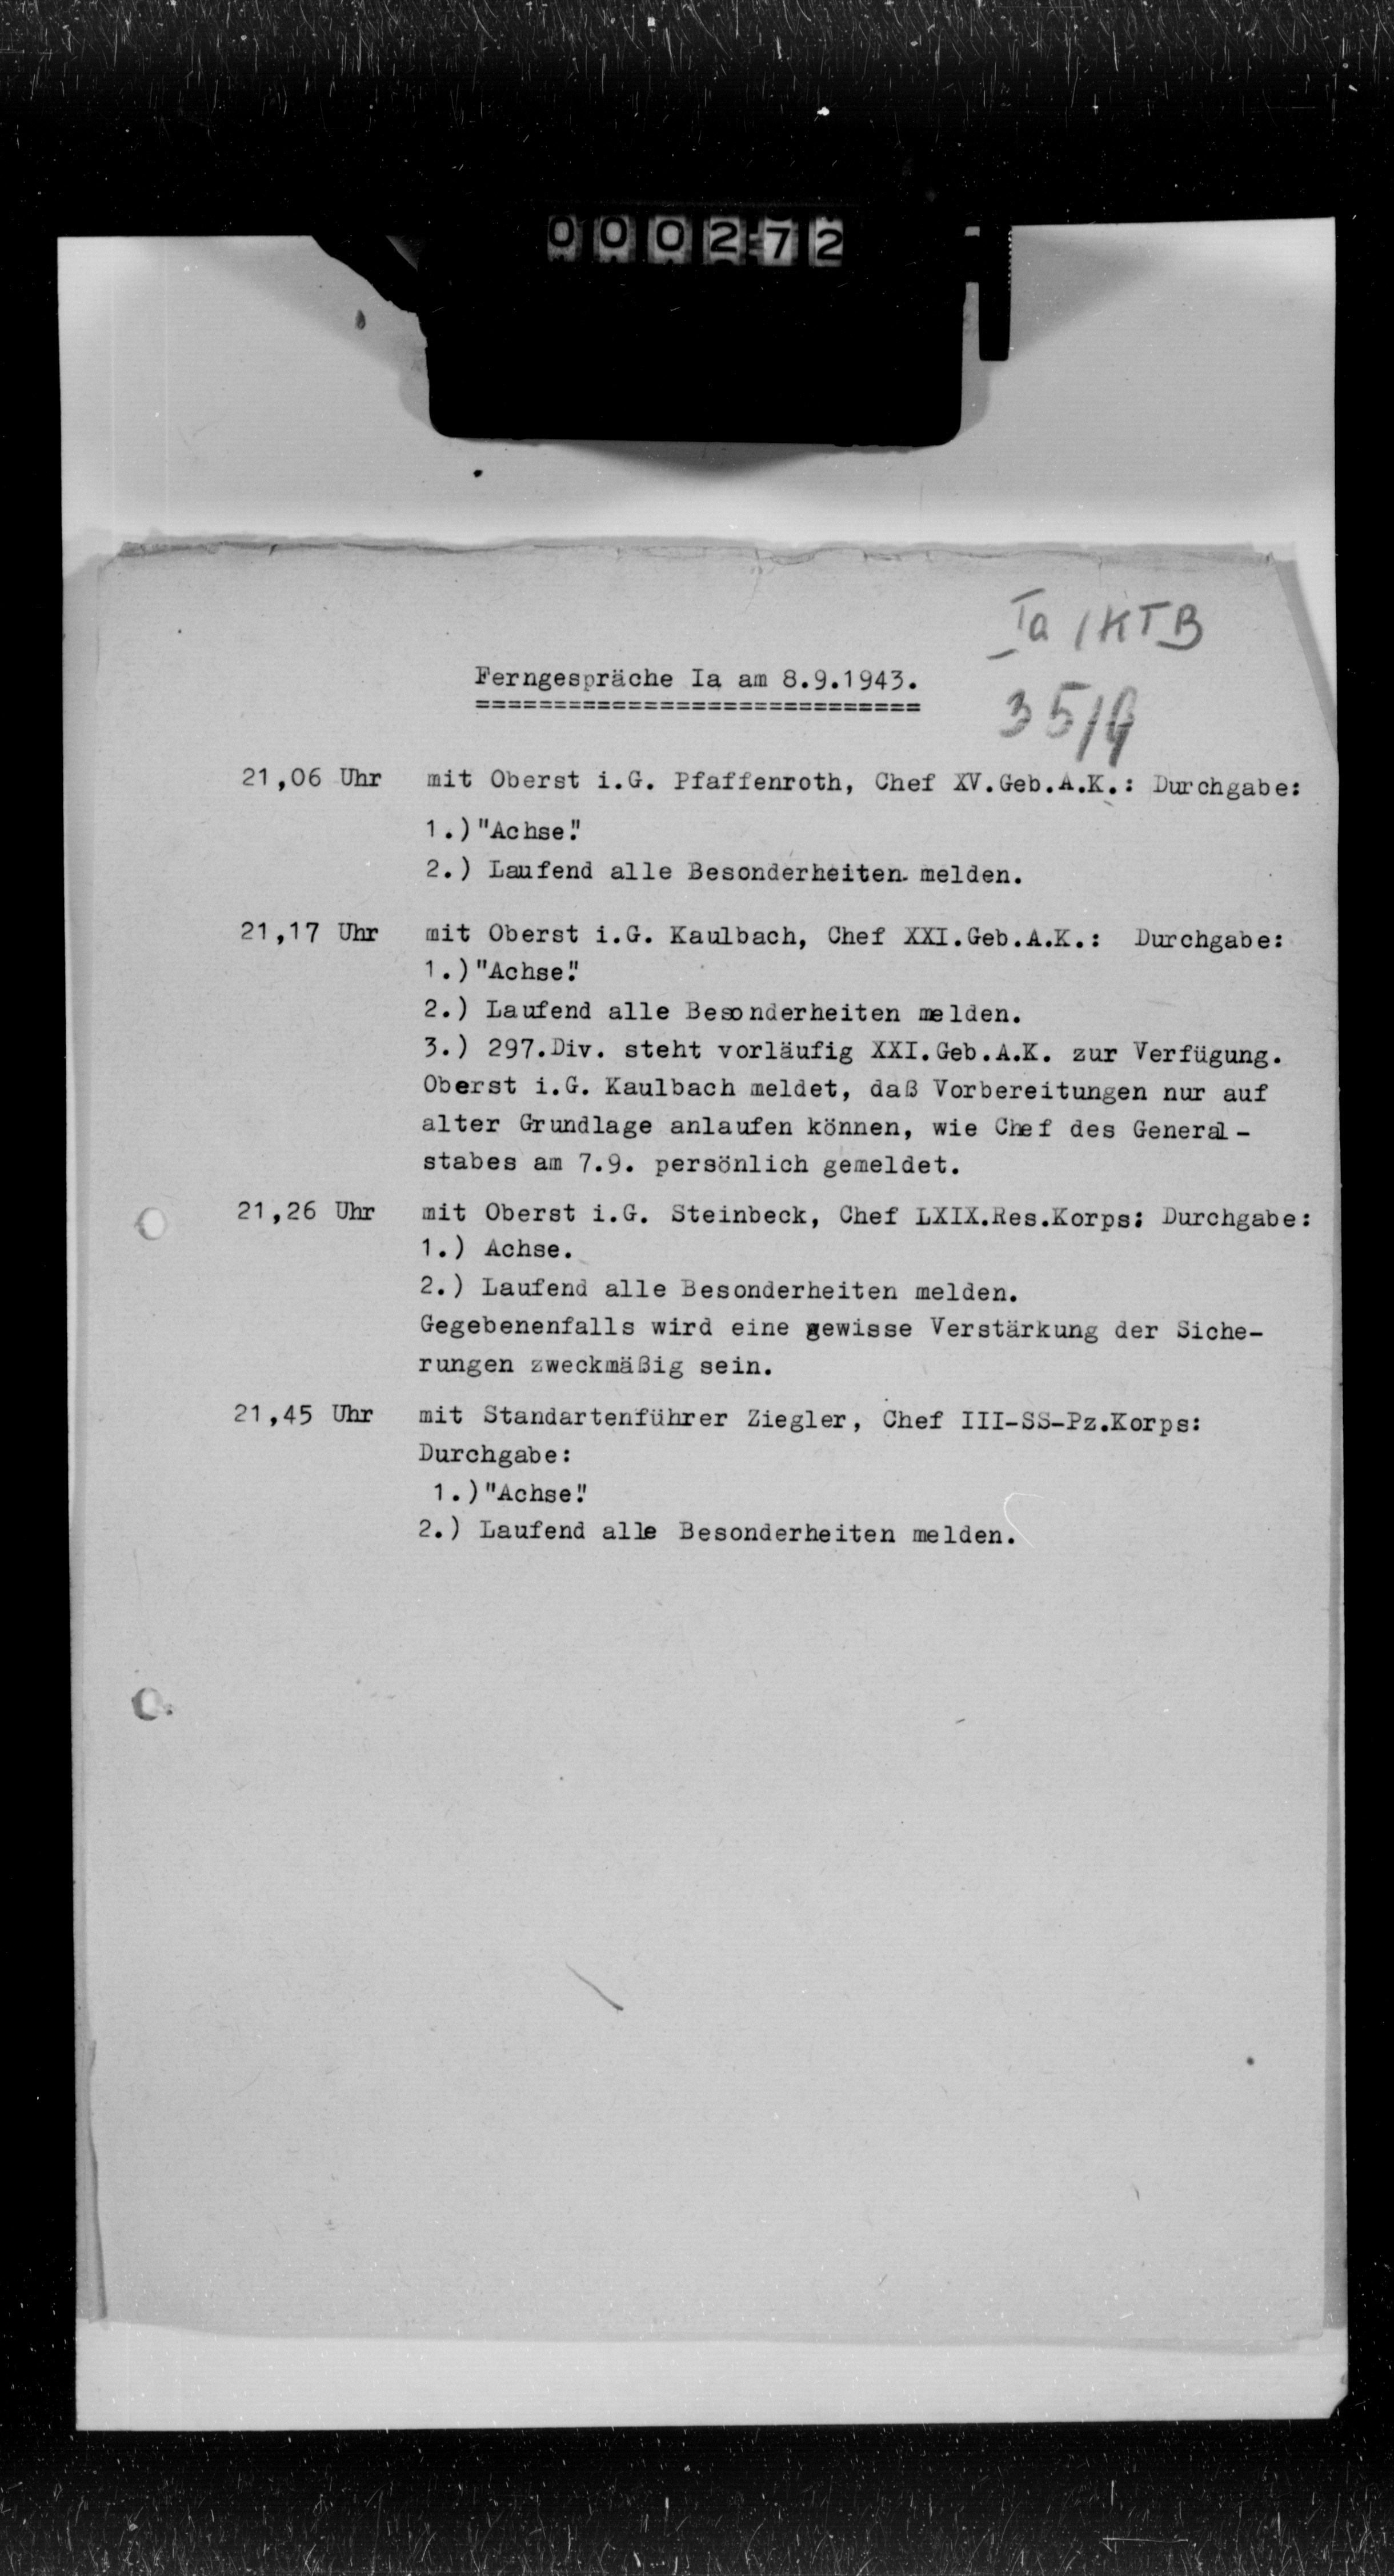 000272
Ia / KTB
Ferngespräche Ia am 8.9.1943.
============================
35/9
21,06 Uhr mit Oberst i.G. Pfaffenroth, Chef XV.Geb.A.K.: Durchgabe:
1.) "Achse."
2.) Laufend alle Besonderheiten melden.
21,17 Uhr mit Oberst i.G. Kaulbach, Chef XXI.Geb.A.K.: Durchgabe:
1.) "Achse."
2.) Laufend alle Besonderheiten melden.
3.) 297.Div. steht vorläufig XXI.Geb.A.K. zur Verfügung.
Oberst i.G. Kaulbach meldet, daß Vorbereitungen nur auf
alter Grundlage anlaufen können, wie Chef des General-
stabes am 7.9. persönlich gemeldet.
21,26 Uhr mit Oberst i.G. Steinbeck, Chef LXIX.Res.Korps: Durchgabe:
1.) Achse.
2.) Laufend alle Besonderheiten melden.
Gegebenenfalls wird eine gewisse Verstärkung der Siche-
rungen zweckmäßig sein.
21,45 Uhr mit Standartenführer Ziegler, Chef III-SS-Pz.Korps:
Durchgabe:
1.) "Achse."
2.) Laufend alle Besonderheiten melden.